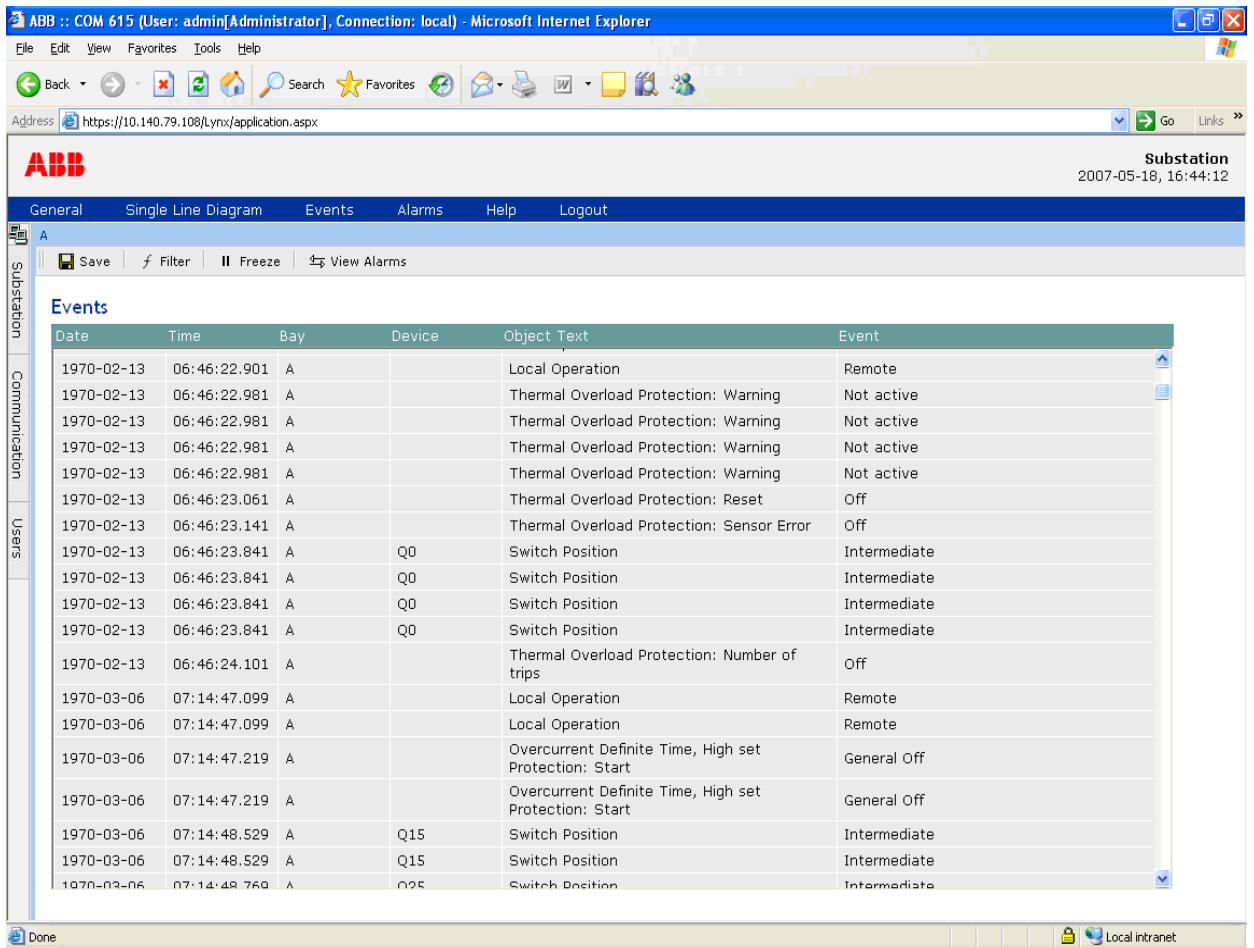 ABB :: COM 615 (User: admin[Administrator], Connection: local) - Microsoft Internet Explorer
File Edit View Favorites Tools Help
Back Search Favorites
Address https://10.140.79.108/Lynx/application.aspx Go Links »
ABB
Substation
2007-05-18, 16:44:12
General Single Line Diagram Events Alarms Help Logout
A
Save Filter Freeze View Alarms
Substation
Communication
Users
Events
Date Time Bay Device Object Text Event
1970-02-13 06:46:22.901 A Local Operation Remote
1970-02-13 06:46:22.981 A Thermal Overload Protection: Warning Not active
1970-02-13 06:46:22.981 A Thermal Overload Protection: Warning Not active
1970-02-13 06:46:22.981 A Thermal Overload Protection: Warning Not active
1970-02-13 06:46:22.981 A Thermal Overload Protection: Warning Not active
1970-02-13 06:46:23.061 A Thermal Overload Protection: Reset Off
1970-02-13 06:46:23.141 A Thermal Overload Protection: Sensor Error Off
1970-02-13 06:46:23.841 A Q0 Switch Position Intermediate
1970-02-13 06:46:23.841 A Q0 Switch Position Intermediate
1970-02-13 06:46:23.841 A Q0 Switch Position Intermediate
1970-02-13 06:46:23.841 A Q0 Switch Position Intermediate
1970-02-13 06:46:24.101 A Thermal Overload Protection: Number of
trips Off
1970-03-06 07:14:47.099 A Local Operation Remote
1970-03-06 07:14:47.099 A Local Operation Remote
1970-03-06 07:14:47.219 A Overcurrent Definite Time, High set
Protection: Start General Off
1970-03-06 07:14:47.219 A Overcurrent Definite Time, High set
Protection: Start General Off
1970-03-06 07:14:48.529 A Q15 Switch Position Intermediate
1970-03-06 07:14:48.529 A Q15 Switch Position Intermediate
1970-03-06 07:14:48.769 A Q25 Switch Position Intermediate
Done Local intranet